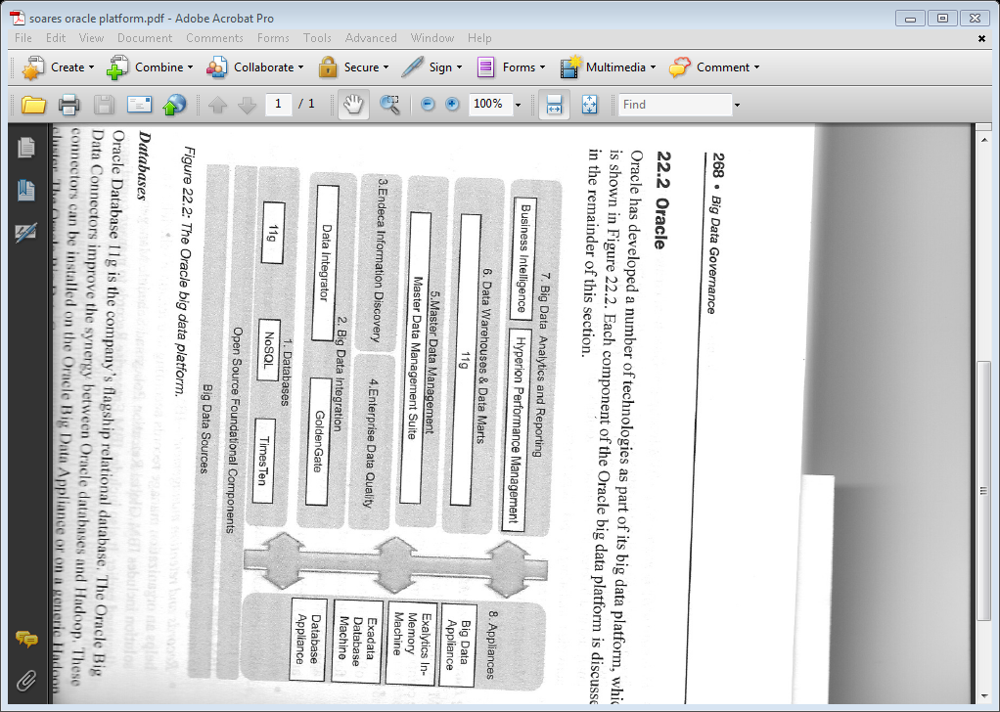 soares oracle platform.pdf - Adobe Acrobat Pro
File Edit View Document Comments Forms Tools Advanced Window Help
Create Combine Collaborate Secure Sign Forms Multimedia Comment
1 / 1 100% Find
268 • Big Data Governance
22.2 Oracle
Oracle has developed a number of technologies as part of its big data platform,
is shown in Figure 22.2. Each component of the Oracle big data platform is
in the remainder of this section.
7. Big Data Analytics and Reporting
Business Intelligence
Hyperion Performance Management
6. Data Warehouses & Data Marts
11g
5.Master Data Management
Master Data Management Suite
3.Endeca Information Discovery
4.Enterprise Data Quality
2. Big Data Integration
Data Integrator
GoldenGate
1. Databases
11g
NoSQL
TimesTen
Open Source Foundational Components
Big Data Sources
8. Appliances
Big Data
Appliance
Exalytics In-
Memory
Machine
Exadata
Database
Machine
Database
Appliance
Figure 22.2: The Oracle big data platform.
Databases
Oracle Database 11g is the company's flagship relational database. The Oracle Big
Data Connectors improve the synergy between Oracle databases and Hadoop. These
connectors can be installed on the Oracle Big Data Appliance or on a generic Hadoop